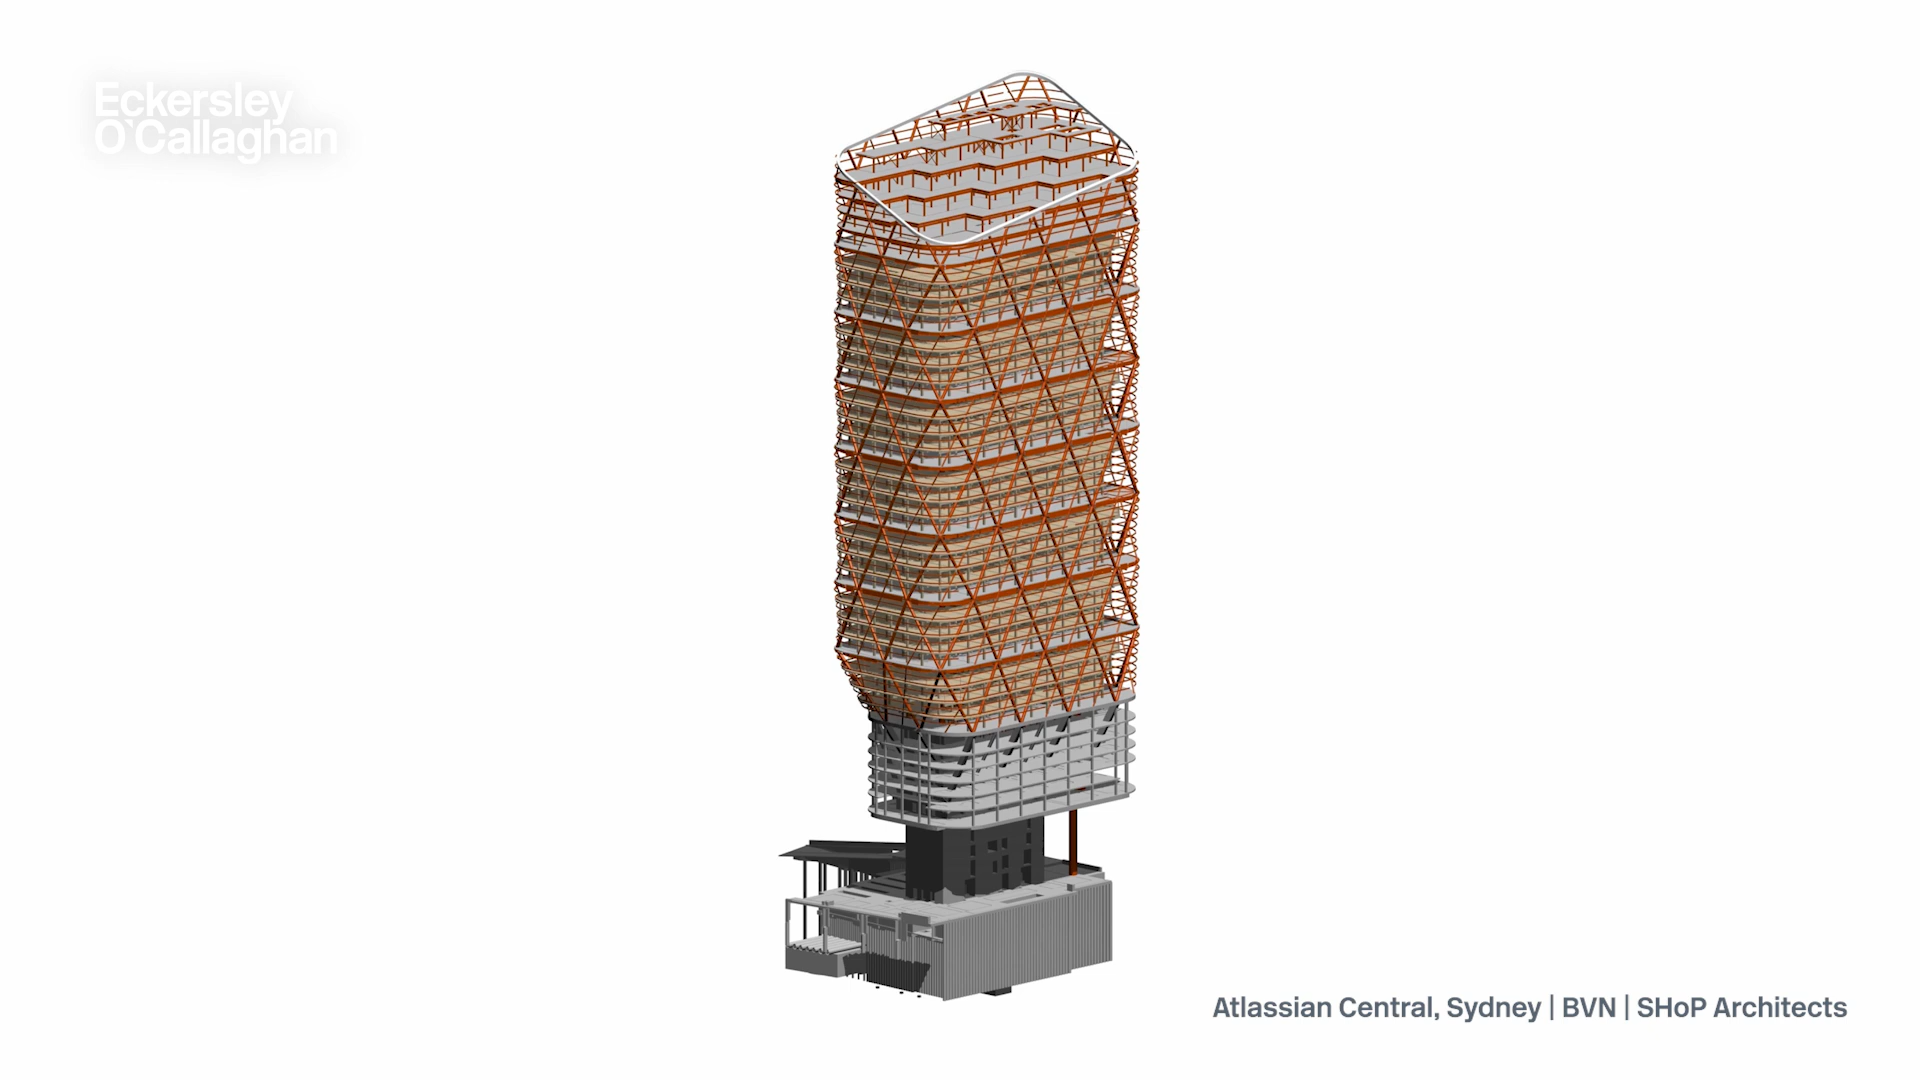 Eckersley
O`Callaghan
Atlassian Central, Sydney | BVN | SHoP Architects